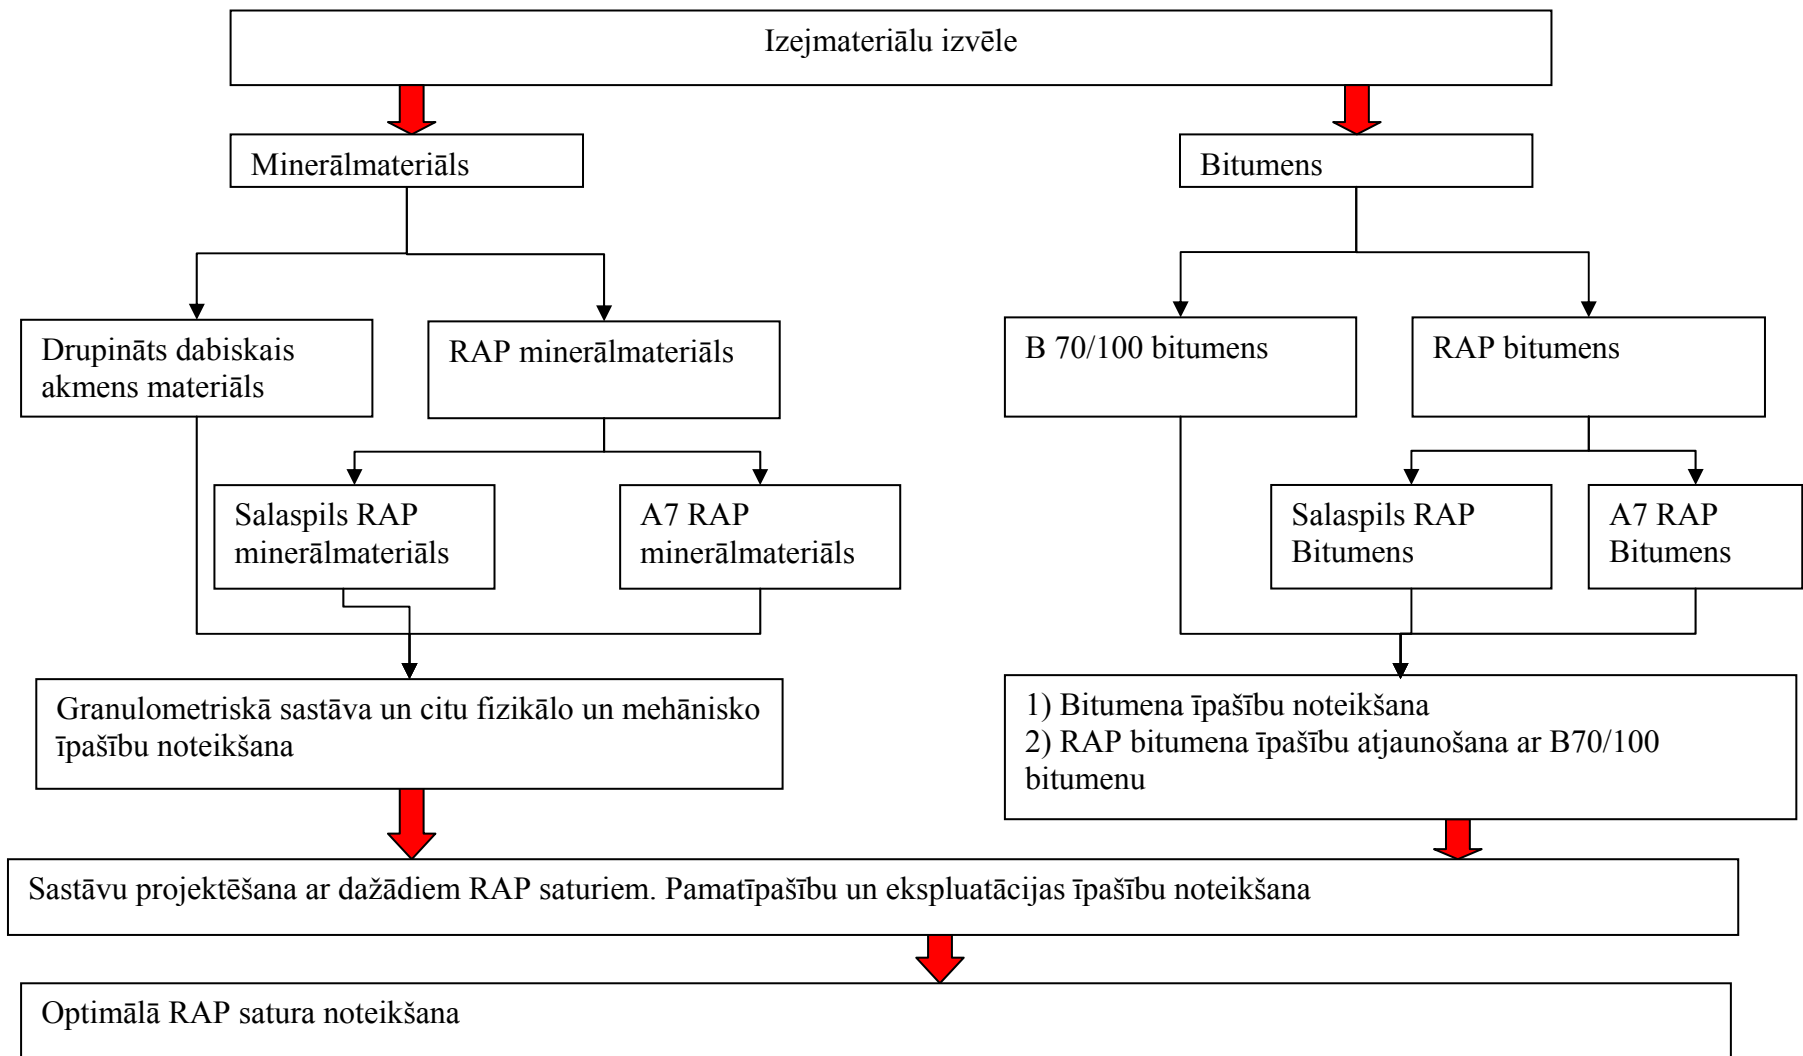 Izejmateriālu izvēle
Minerālmateriāls
Bitumens
Drupināts dabiskais
akmens materiāls
RAP minerālmateriāls
B 70/100 bitumens
RAP bitumens
Salaspils RAP
minerālmateriāls
A7 RAP
minerālmateriāls
Salaspils RAP
Bitumens
A7 RAP
Bitumens
Granulometriskā sastāva un citu fizikālo un mehānisko
īpašību noteikšana
1) Bitumena īpašību noteikšana
2) RAP bitumena īpašību atjaunošana ar B70/100
bitumenu
Sastāvu projektēšana ar dažādiem RAP saturiem. Pamatīpašību un ekspluatācijas īpašību noteikšana
Optimālā RAP satura noteikšana